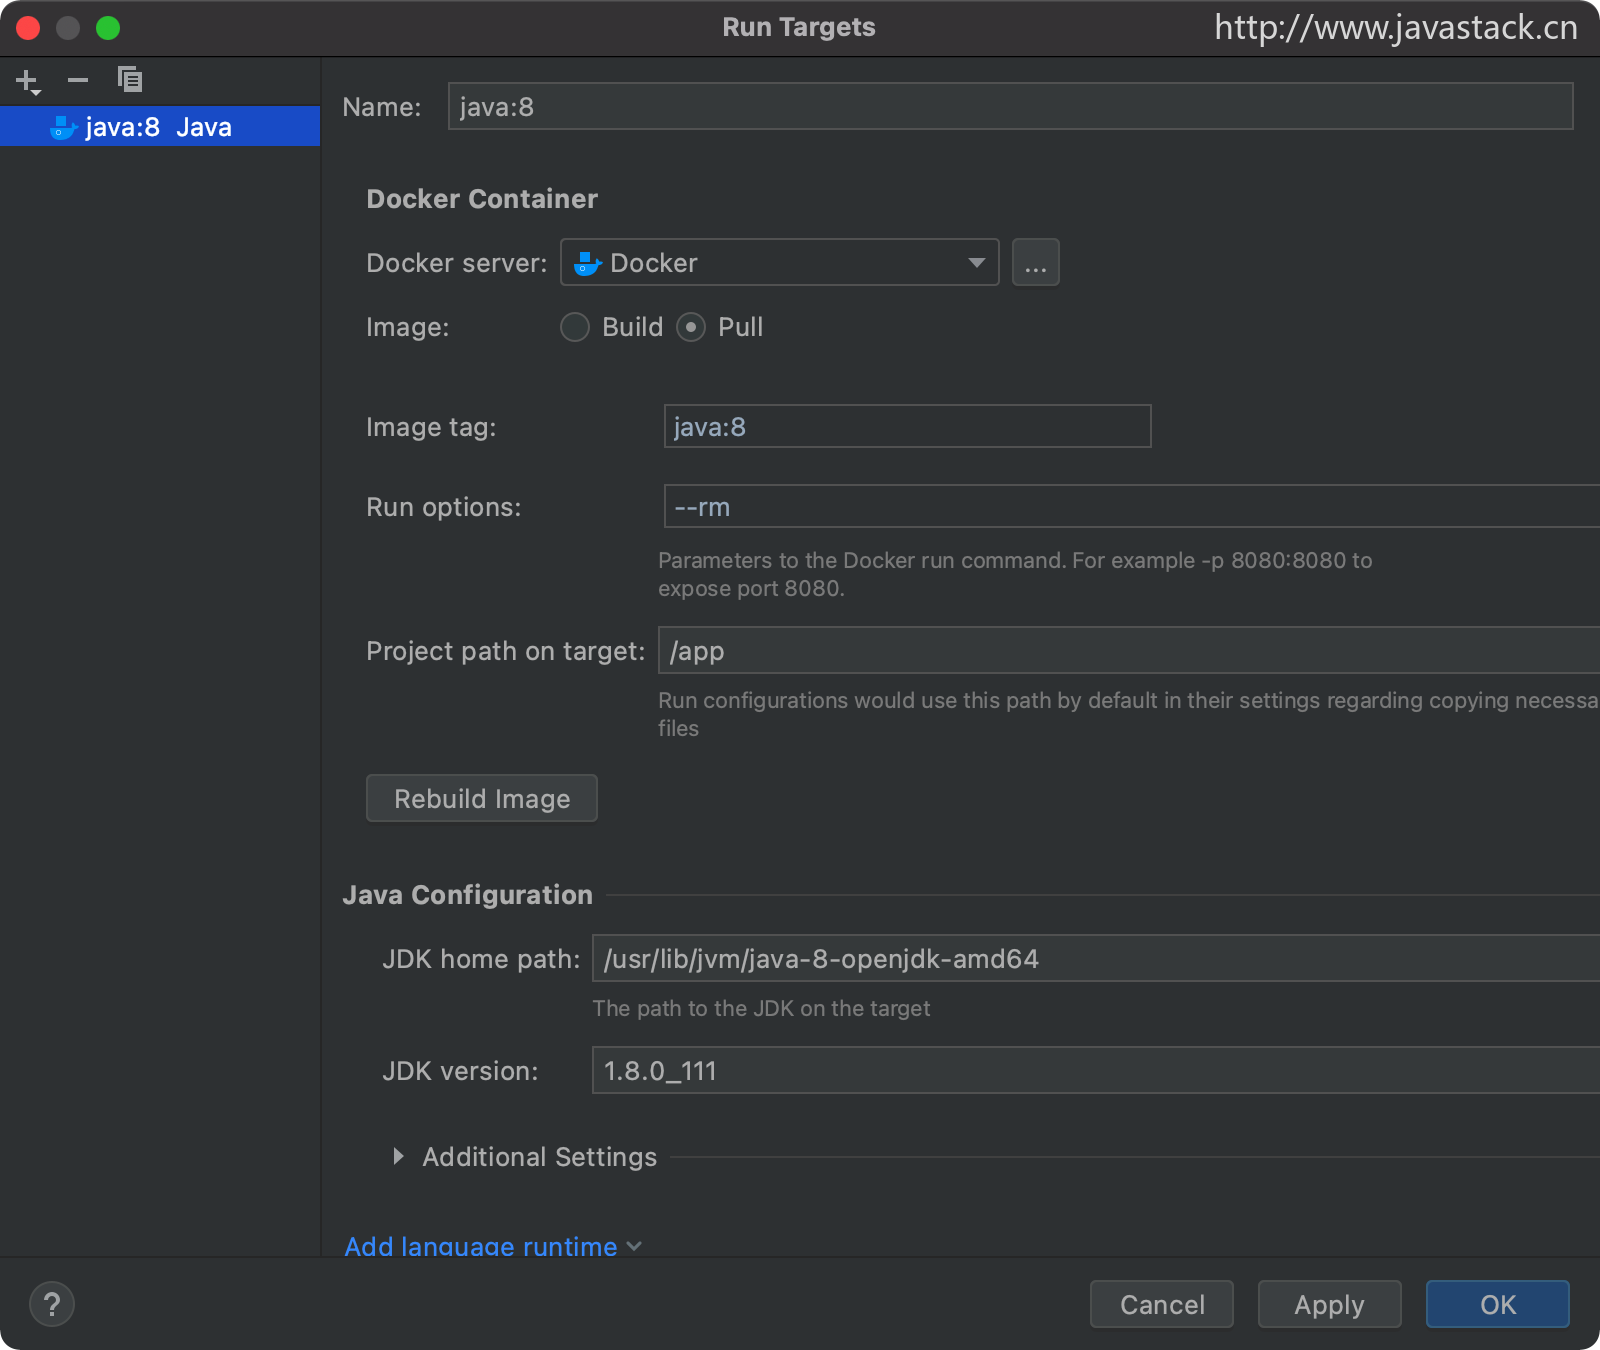 Run Targets
http://www.javastack.cn
java:8 Java
Name: java:8
Docker Container
Docker server: Docker ...
Image: Build Pull
Image tag: java:8
Run options: --rm
Parameters to the Docker run command. For example -p 8080:8080 to
expose port 8080.
Project path on target: /app
Run configurations would use this path by default in their settings regarding copying necessa
files
Rebuild Image
Java Configuration
JDK home path: /usr/lib/jvm/java-8-openjdk-amd64
The path to the JDK on the target
JDK version: 1.8.0_111
Additional Settings
Add language runtime
? Cancel Apply OK